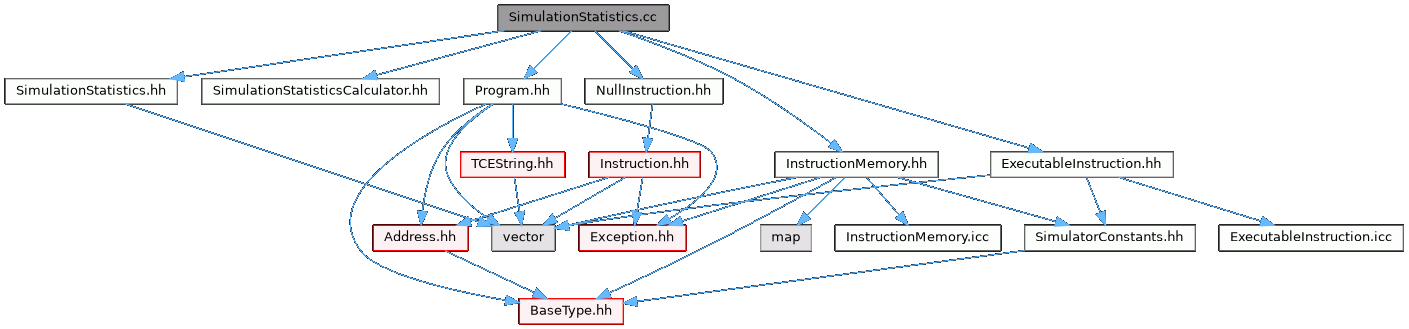 SimulationStatistics.cc
SimulationStatistics.hh
SimulationStatisticsCalculator.hh
Program.hh
NullInstruction.hh
TCEString.hh
Instruction.hh
InstructionMemory.hh
ExecutableInstruction.hh
Address.hh
vector
Exception.hh
map
InstructionMemory.icc
SimulatorConstants.hh
ExecutableInstruction.icc
BaseType.hh